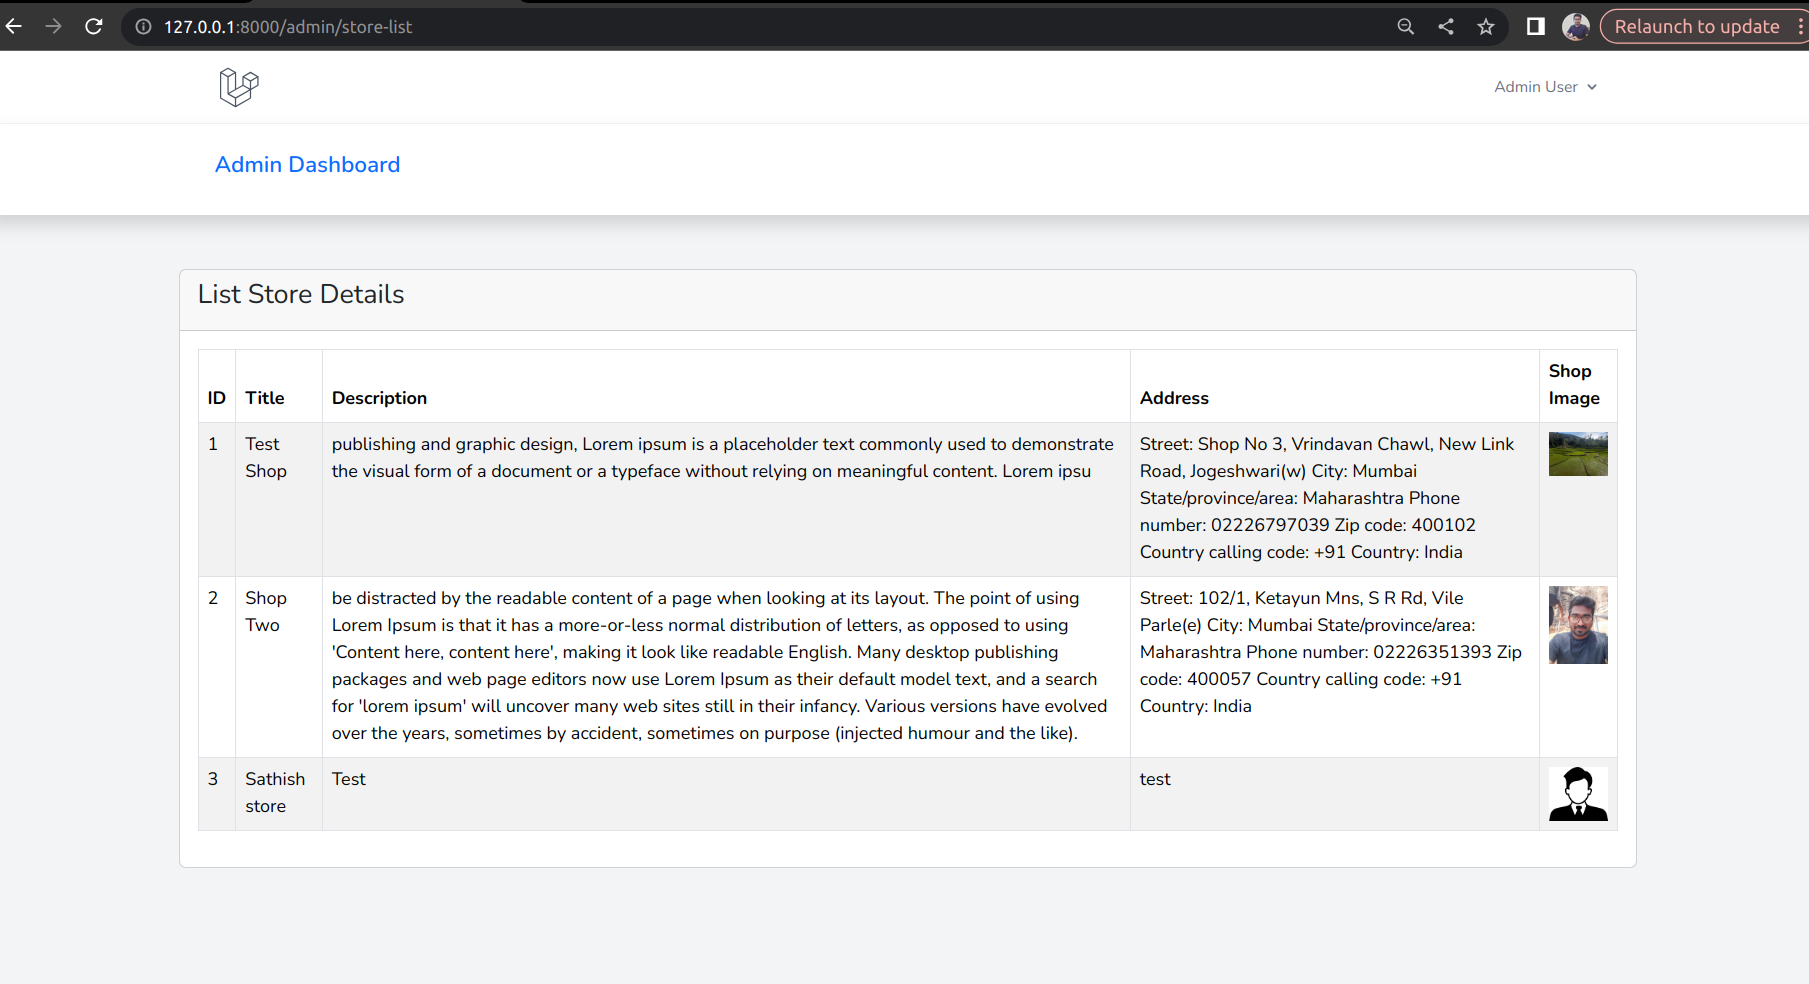 127.0.0.1:8000/admin/store-list
Relaunch to update
Admin User
Admin Dashboard
List Store Details
ID
Title
Description
Address
Shop
Image
1
Test
Shop
publishing and graphic design, Lorem ipsum is a placeholder text commonly used to demonstrate
the visual form of a document or a typeface without relying on meaningful content. Lorem ipsu
Street: Shop No 3, Vrindavan Chawl, New Link
Road, Jogeshwari(w) City: Mumbai
State/province/area: Maharashtra Phone
number: 02226797039 Zip code: 400102
Country calling code: +91 Country: India
2
Shop
Two
be distracted by the readable content of a page when looking at its layout. The point of using
Lorem Ipsum is that it has a more-or-less normal distribution of letters, as opposed to using
'Content here, content here', making it look like readable English. Many desktop publishing
packages and web page editors now use Lorem Ipsum as their default model text, and a search
for 'lorem ipsum' will uncover many web sites still in their infancy. Various versions have evolved
over the years, sometimes by accident, sometimes on purpose (injected humour and the like).
Street: 102/1, Ketayun Mns, S R Rd, Vile
Parle(e) City: Mumbai State/province/area:
Maharashtra Phone number: 02226351393 Zip
code: 400057 Country calling code: +91
Country: India
3
Sathish
store
Test
test